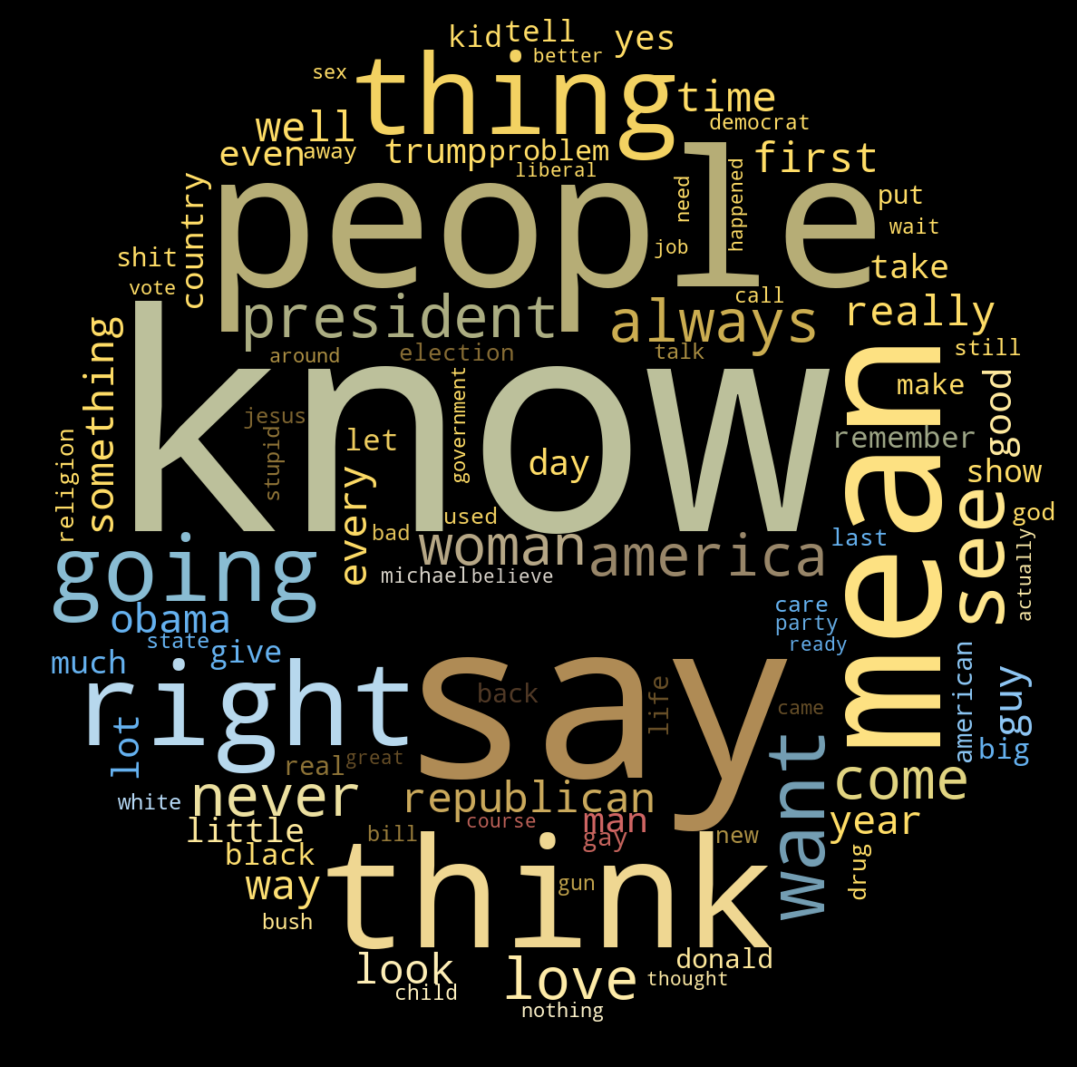 kid tell yes
sex better
thing time
well democrat
even away trump problem first
liberal
people
country need happened put
job wait
shit take
vote
president always call really
around election talk still
something know mean make good
jesus remember
religion stupid let government day show
every bad used see god
going woman america last actually
michael believe
obama care
state party
much give ready
right say american guy
lot back life came
real great want big
white never republican come
little course man year
black bill gay new
way think gun drug
bush
look love donald
child thought
nothing